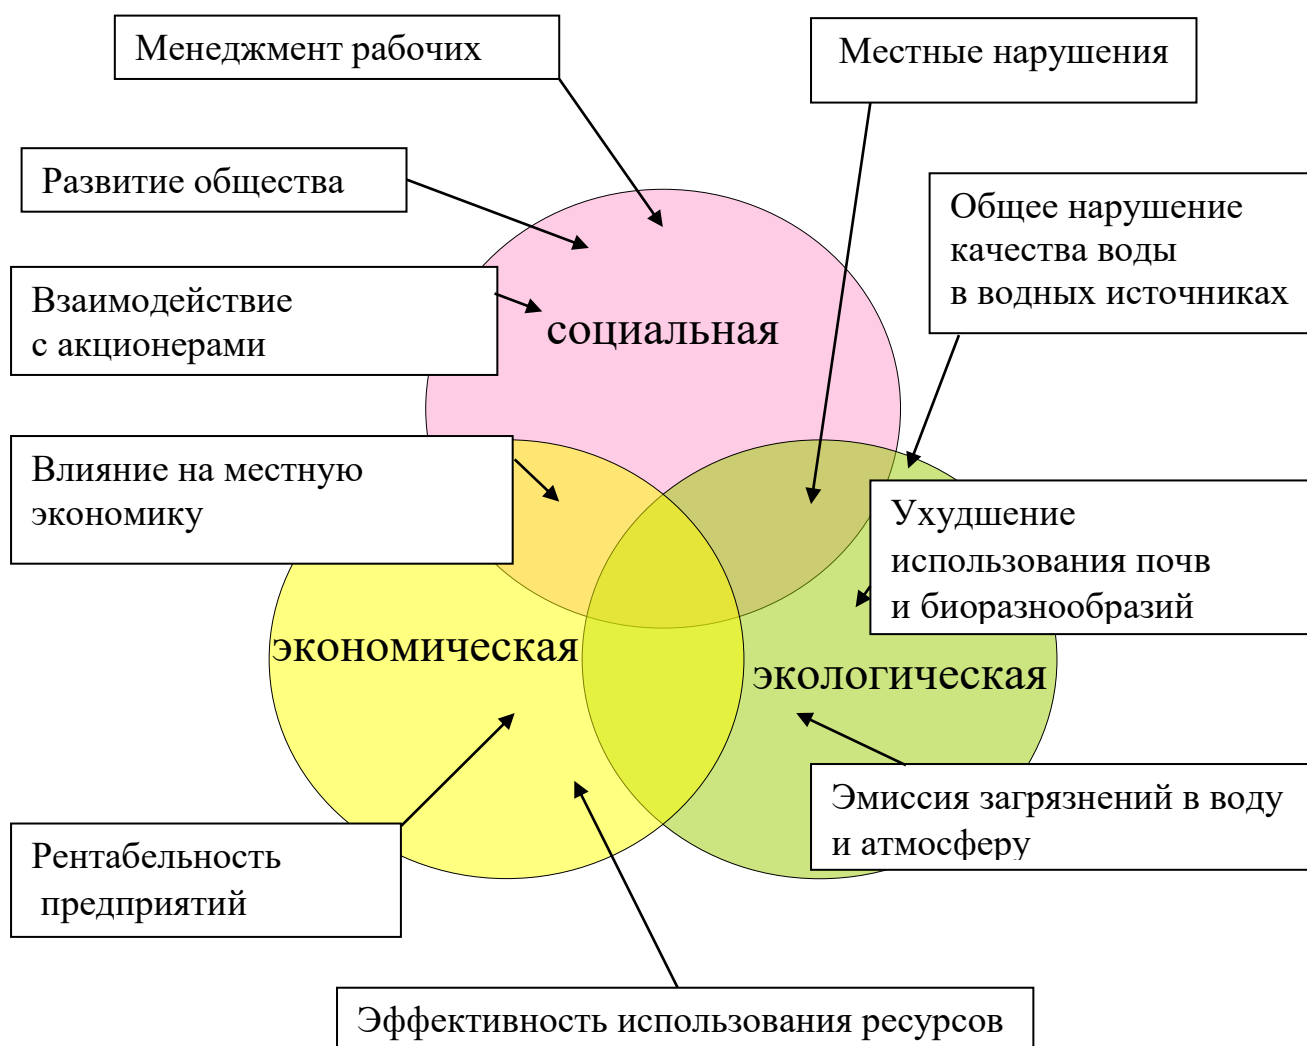 Менеджмент рабочих
Местные нарушения
Развитие общества
Общее нарушение
качества воды
в водных источниках
Взаимодействие
с акционерами
социальная
Влияние на местную
экономику
Ухудшение
использования почв
и биоразнообразий
экономическая
экологическая
Эмиссия загрязнений в воду
и атмосферу
Рентабельность
предприятий
Эффективность использования ресурсов